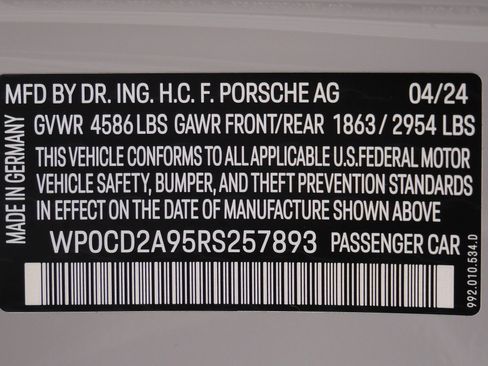 MFD BY DR. ING. H.C. F. PORSCHE AG 04/24
GVWR 4586 LBS GAWR FRONT/REAR 1863 / 2954 LBS
THIS VEHICLE CONFORMS TO ALL APPLICABLE U.S.FEDERAL MOTOR
VEHICLE SAFETY, BUMPER, AND THEFT PREVENTION STANDARDS
IN EFFECT ON THE DATE OF MANUFACTURE SHOWN ABOVE
WP0CD2A95RS257893 PASSENGER CAR
MADE IN GERMANY
992.010.534.D